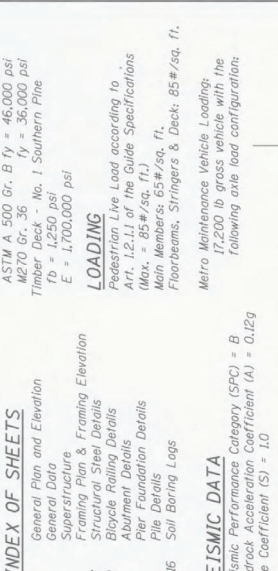 INDEX OF SHEETS
General Plan and Elevation
General Data
Superstructure
Framing Plan & Framing Elevation
Structural Steel Details
Bicycle Railing Details
Abutment Details
Pier Foundation Details
Pile Details
Soil Boring Logs
SEISMIC DATA
Seismic Performance Category (SPC) = B
Bedrock Acceleration Coefficient (A) = 0.12g
Site Coefficient (S) = 1.0
ASTM A 500 Gr. B fy = 46,000 psi
M270 Gr. 36 fy = 36,000 psi
Timber Deck - No. 1 Southern Pine
fb = 1,250 psi
E = 1,700,000 psi
LOADING
Pedestrian Live Load according to
Art. 1.2.1.1 of the Guide Specifications
(Max. = 85#/sq. ft.)
Main Members: 65#/sq. ft.
Floorbeams, Stringers & Deck: 85#/sq. ft.
Metro Maintenance Vehicle Loading:
17,200 lb gross vehicle with the
following axle load configuration: